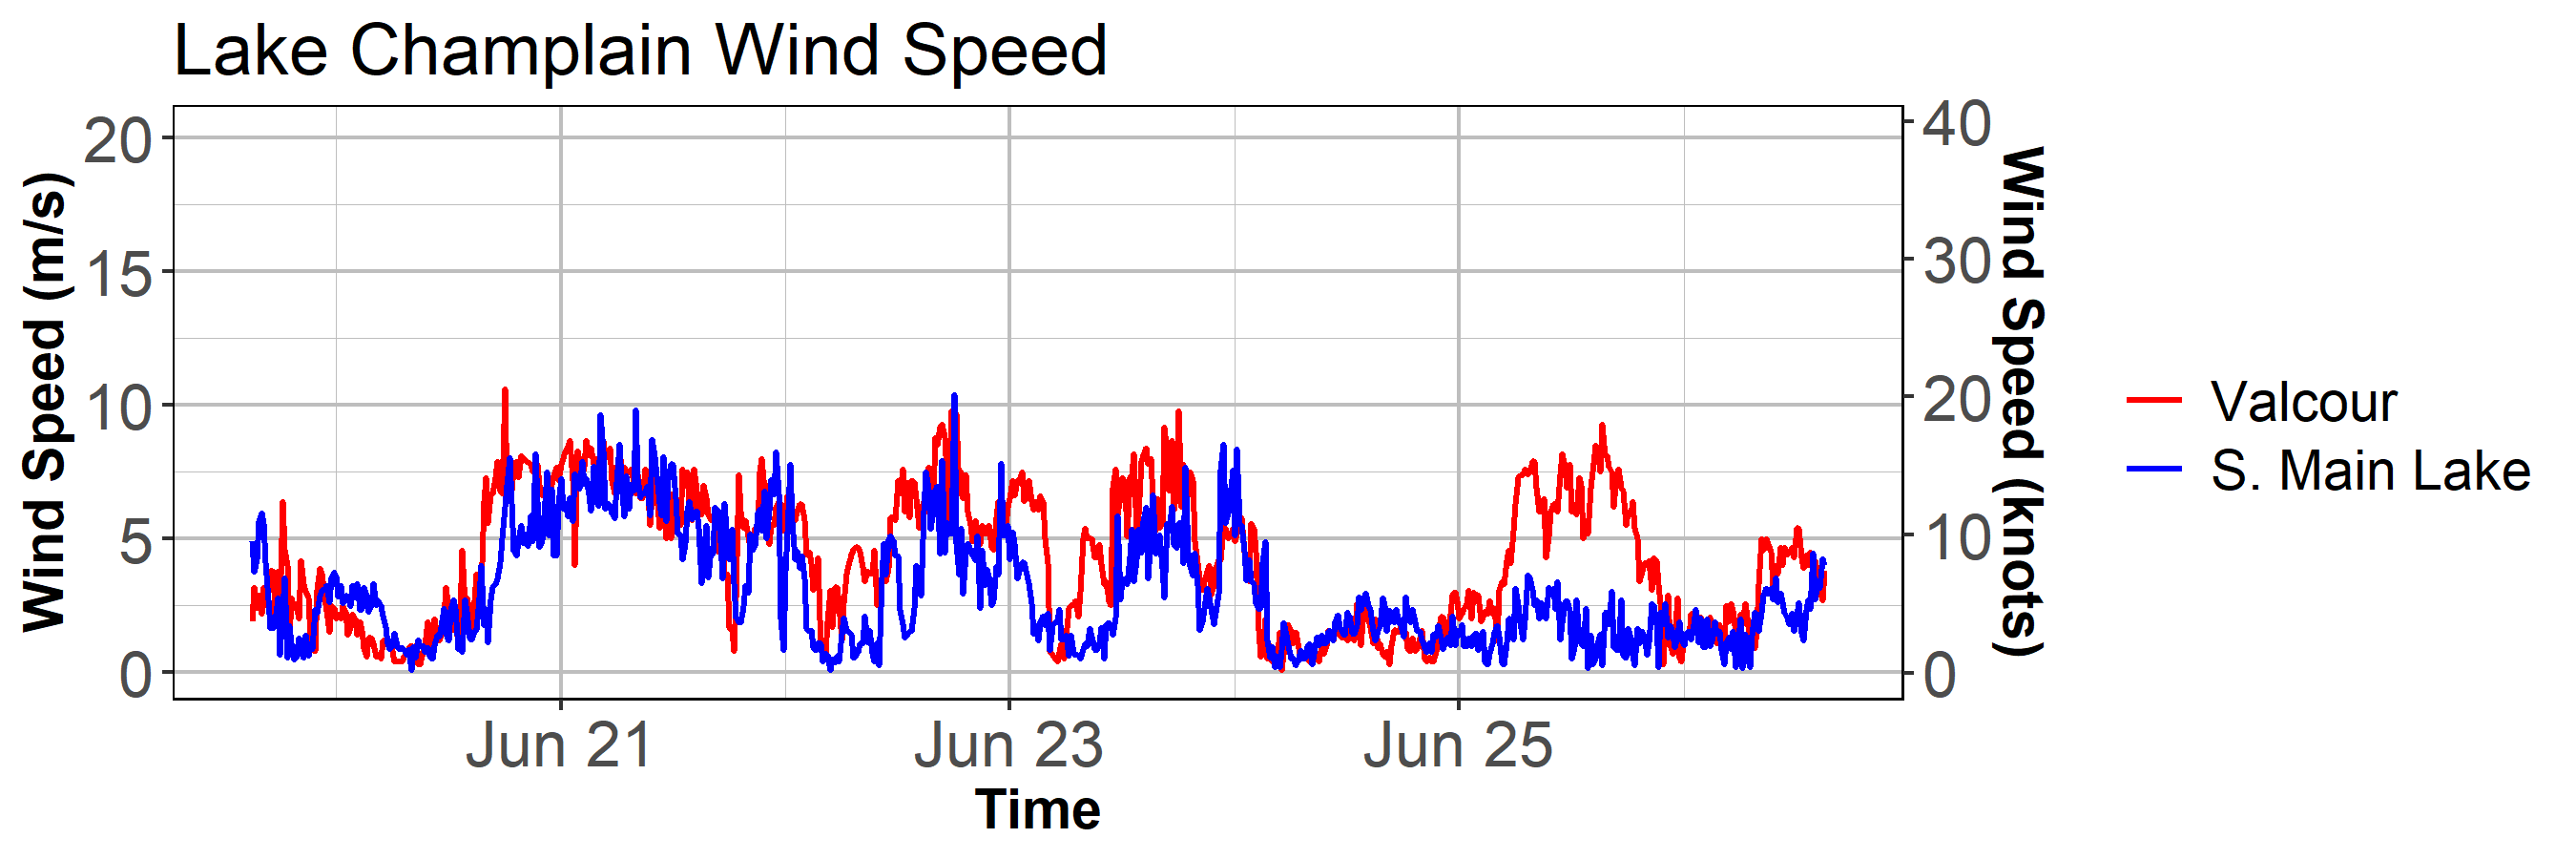 Lake Champlain Wind Speed
Wind Speed (m/s)
20
15
10
5
0
40
30
20
10
0
Wind Speed (knots)
Jun 21
Jun 23
Jun 25
Time
Valcour
S. Main Lake